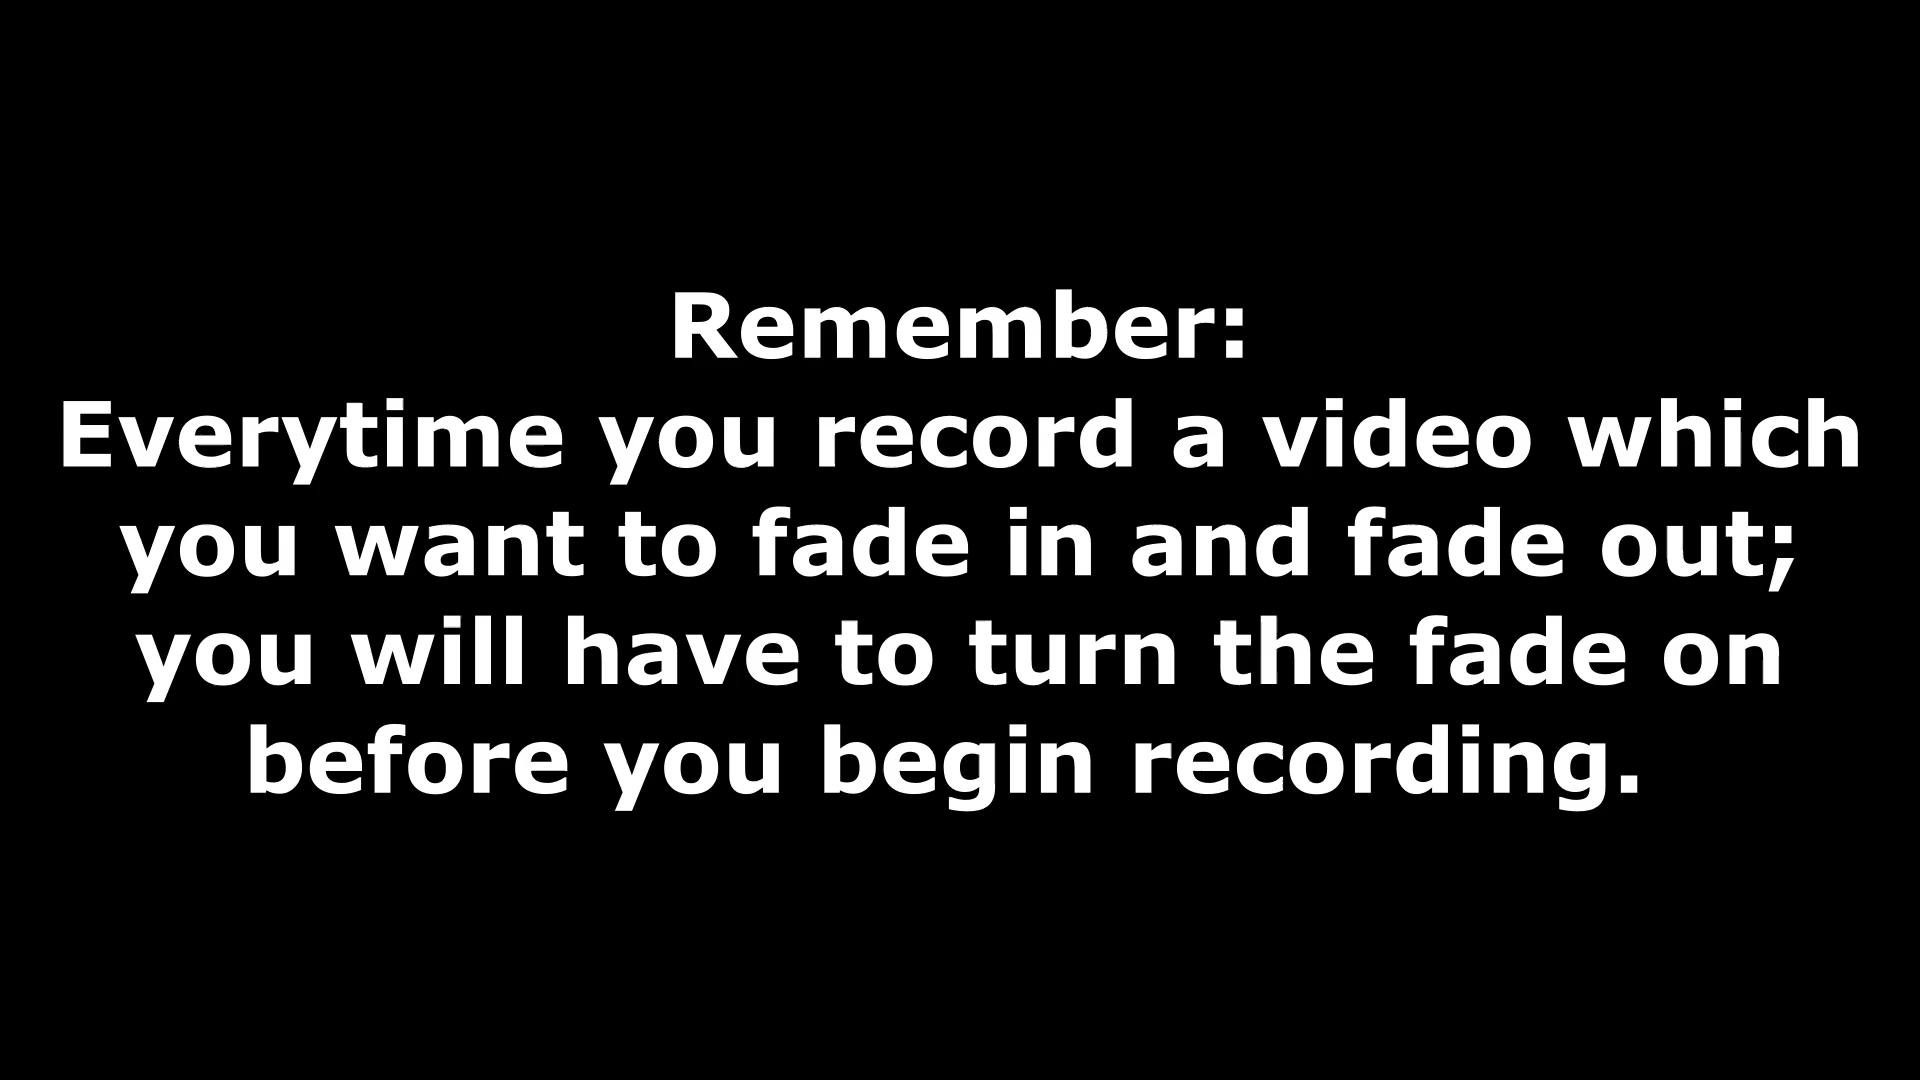 Remember:
Everytime you record a video which
you want to fade in and fade out;
you will have to turn the fade on
before you begin recording.